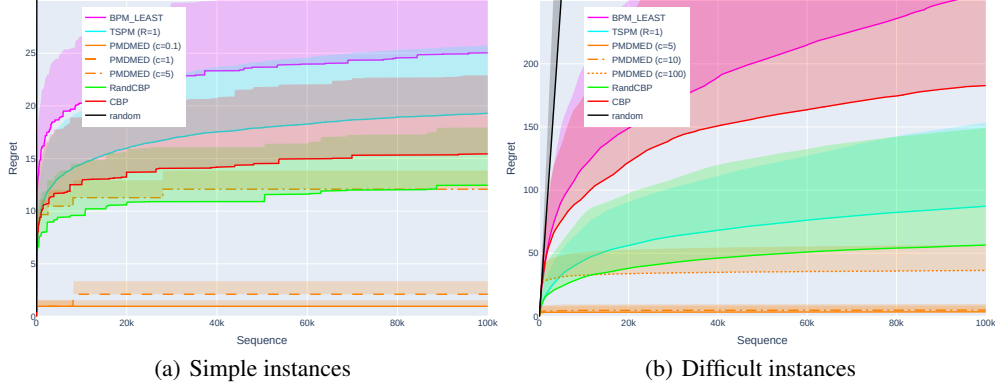 BPM_LEAST
TSPM (R=1)
PMDMED (c=0.1)
PMDMED (c=1)
PMDMED (c=5)
RandCBP
CBP
random
25
20
15
10
5
0
Regret
0
20k
40k
60k
80k
100k
Sequence
(a) Simple instances
BPM_LEAST
TSPM (R=1)
PMDMED (c=5)
PMDMED (c=10)
PMDMED (c=100)
RandCBP
CBP
random
200
150
100
50
0
Regret
0
20k
40k
60k
80k
100k
Sequence
(b) Difficult instances